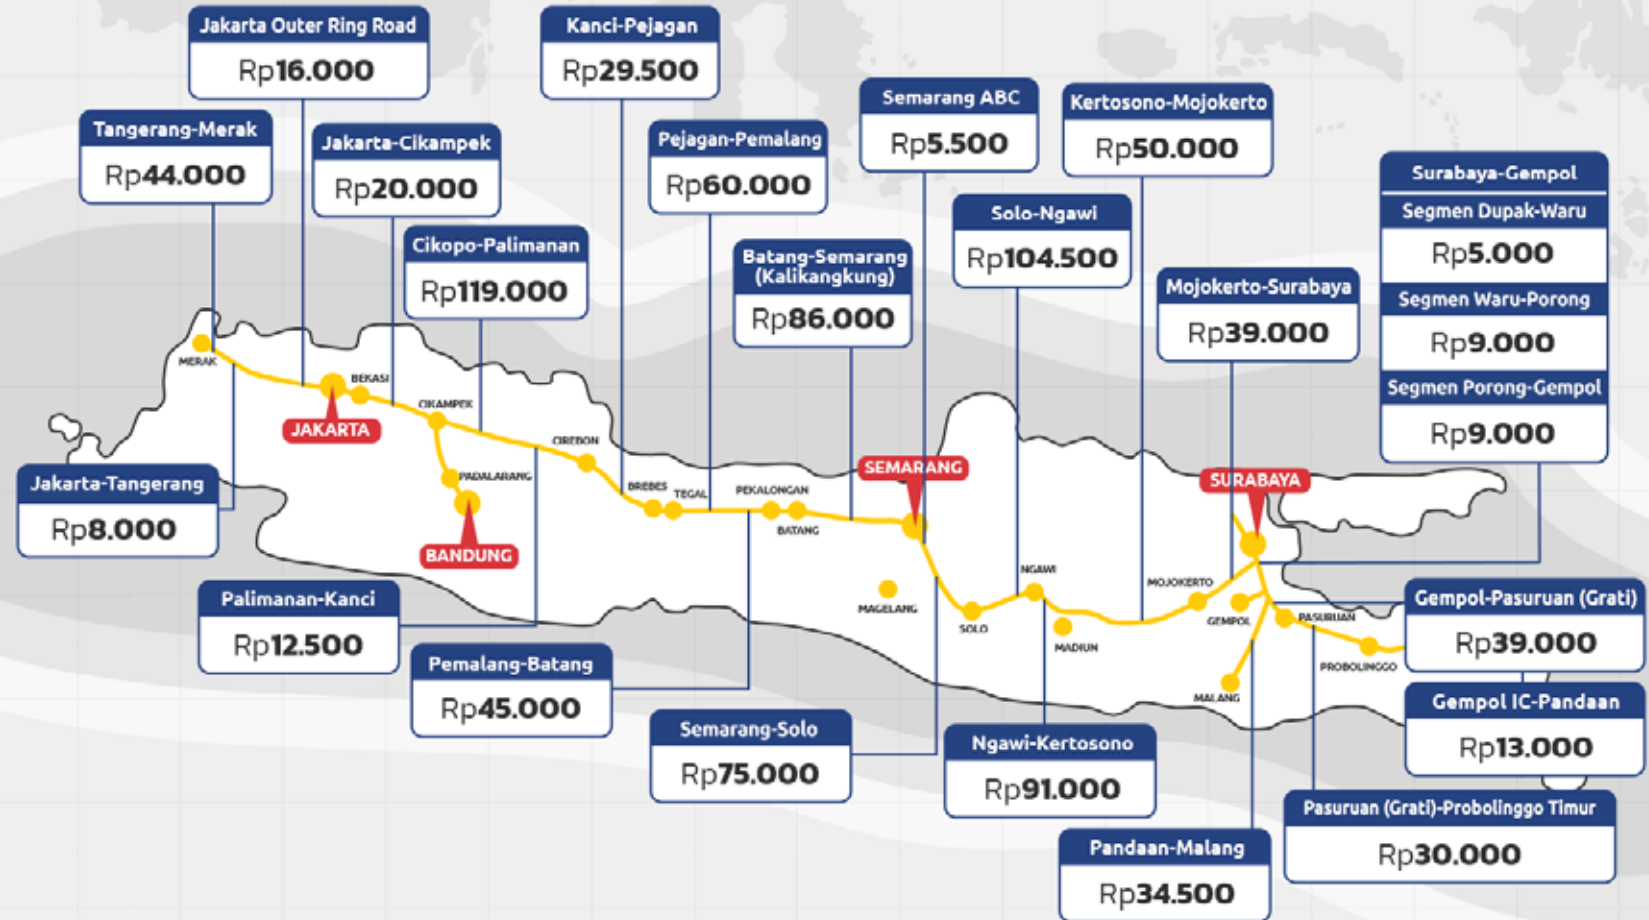 Jakarta Outer Ring Road
Rp16.000
Kanci-Pejagan
Rp29.500
Semarang ABC
Rp5.500
Kertosono-Mojokerto
Rp50.000
Tangerang-Merak
Rp44.000
Jakarta-Cikampek
Rp20.000
Pejagan-Pemalang
Rp60.000
Surabaya-Gempol
Segmen Dupak-Waru
Rp5.000
Segmen Waru-Porong
Rp9.000
Segmen Porong-Gempol
Rp9.000
Solo-Ngawi
Rp104.500
Cikopo-Palimanan
Rp119.000
Batang-Semarang
(Kalikangkung)
Rp86.000
Mojokerto-Surabaya
Rp39.000
MERAK
BEKASI
JAKARTA
CIKAMPEK
CIREBON
PADALARANG
BANDUNG
BREBES
TEGAL
PEKALONGAN
BATANG
SEMARANG
SURABAYA
MAGELANG
SOLO
NGAWI
MADIUN
MOJOKERTO
GEMPOL
PASURUAN
PROBOLINGGO
MALANG
Jakarta-Tangerang
Rp8.000
Palimanan-Kanci
Rp12.500
Pemalang-Batang
Rp45.000
Semarang-Solo
Rp75.000
Ngawi-Kertosono
Rp91.000
Gempol-Pasuruan (Grati)
Rp39.000
Gempol IC-Pandaan
Rp13.000
Pasuruan (Grati)-Probolinggo Timur
Rp30.000
Pandaan-Malang
Rp34.500